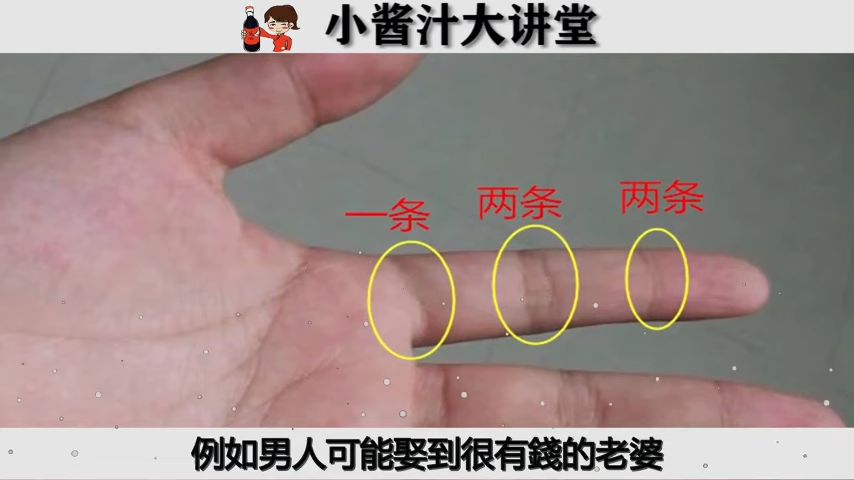 小酱汁大讲堂
一条
两条
两条
例如男人可能娶到很有錢的老婆